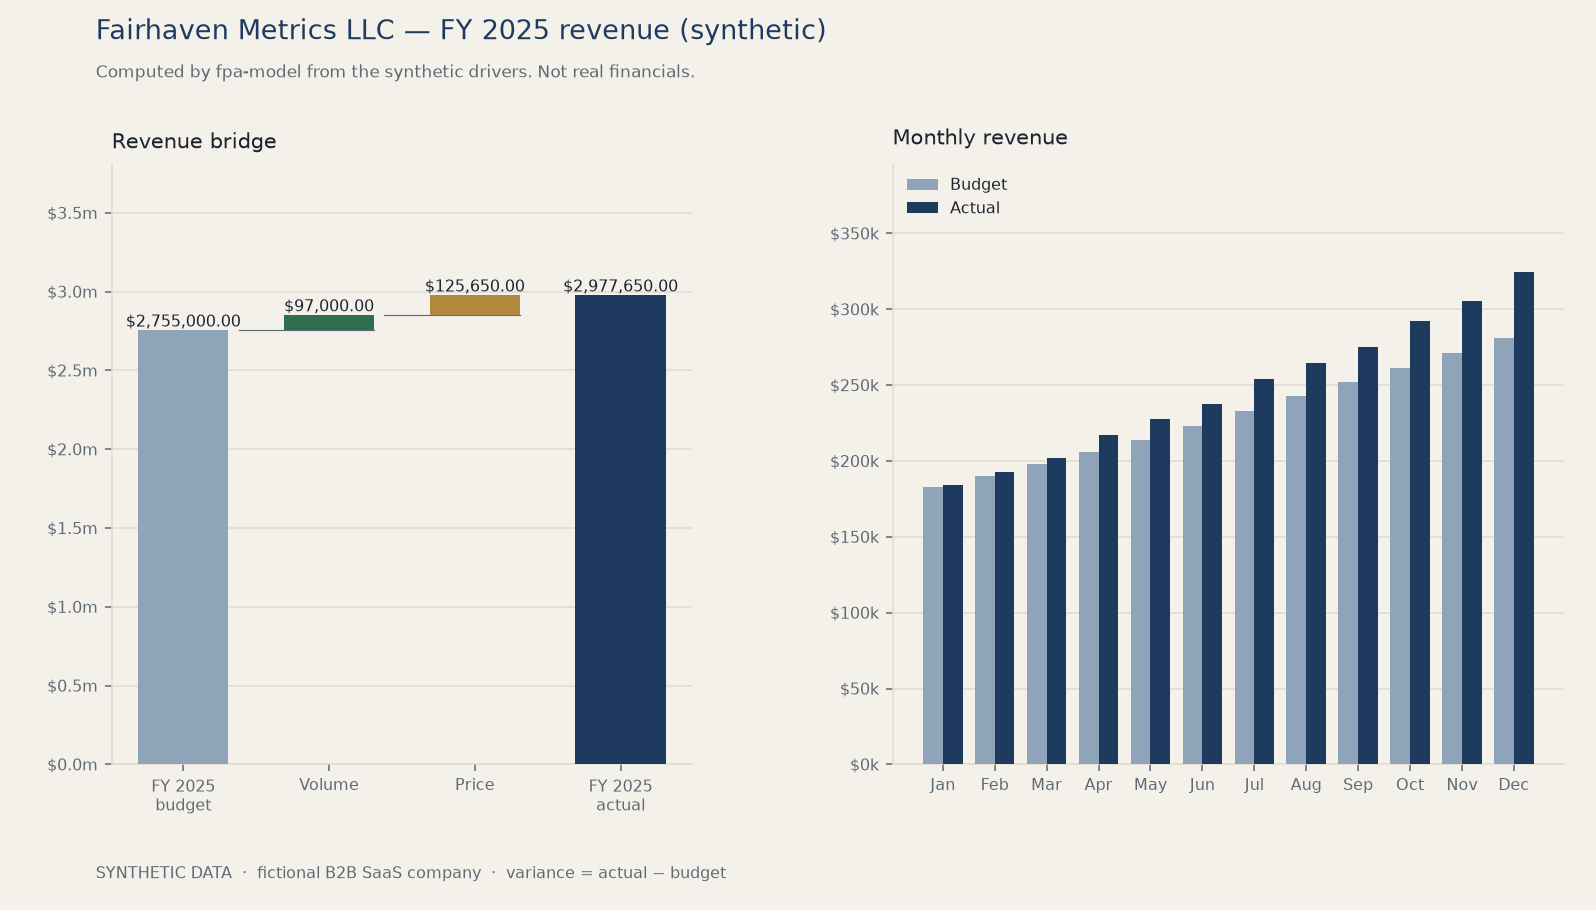 Fairhaven Metrics LLC — FY 2025 revenue (synthetic)
Computed by fpa-model from the synthetic drivers. Not real financials.
Revenue bridge
$3.5m
$3.0m
$2.5m
$2.0m
$1.5m
$1.0m
$0.5m
$0.0m
$2,755,000.00
$97,000.00
$125,650.00
$2,977,650.00
FY 2025
budget
Volume
Price
FY 2025
actual
Monthly revenue
Budget
Actual
$350k
$300k
$250k
$200k
$150k
$100k
$50k
$0k
Jan Feb Mar Apr May Jun Jul Aug Sep Oct Nov Dec
SYNTHETIC DATA · fictional B2B SaaS company · variance = actual − budget